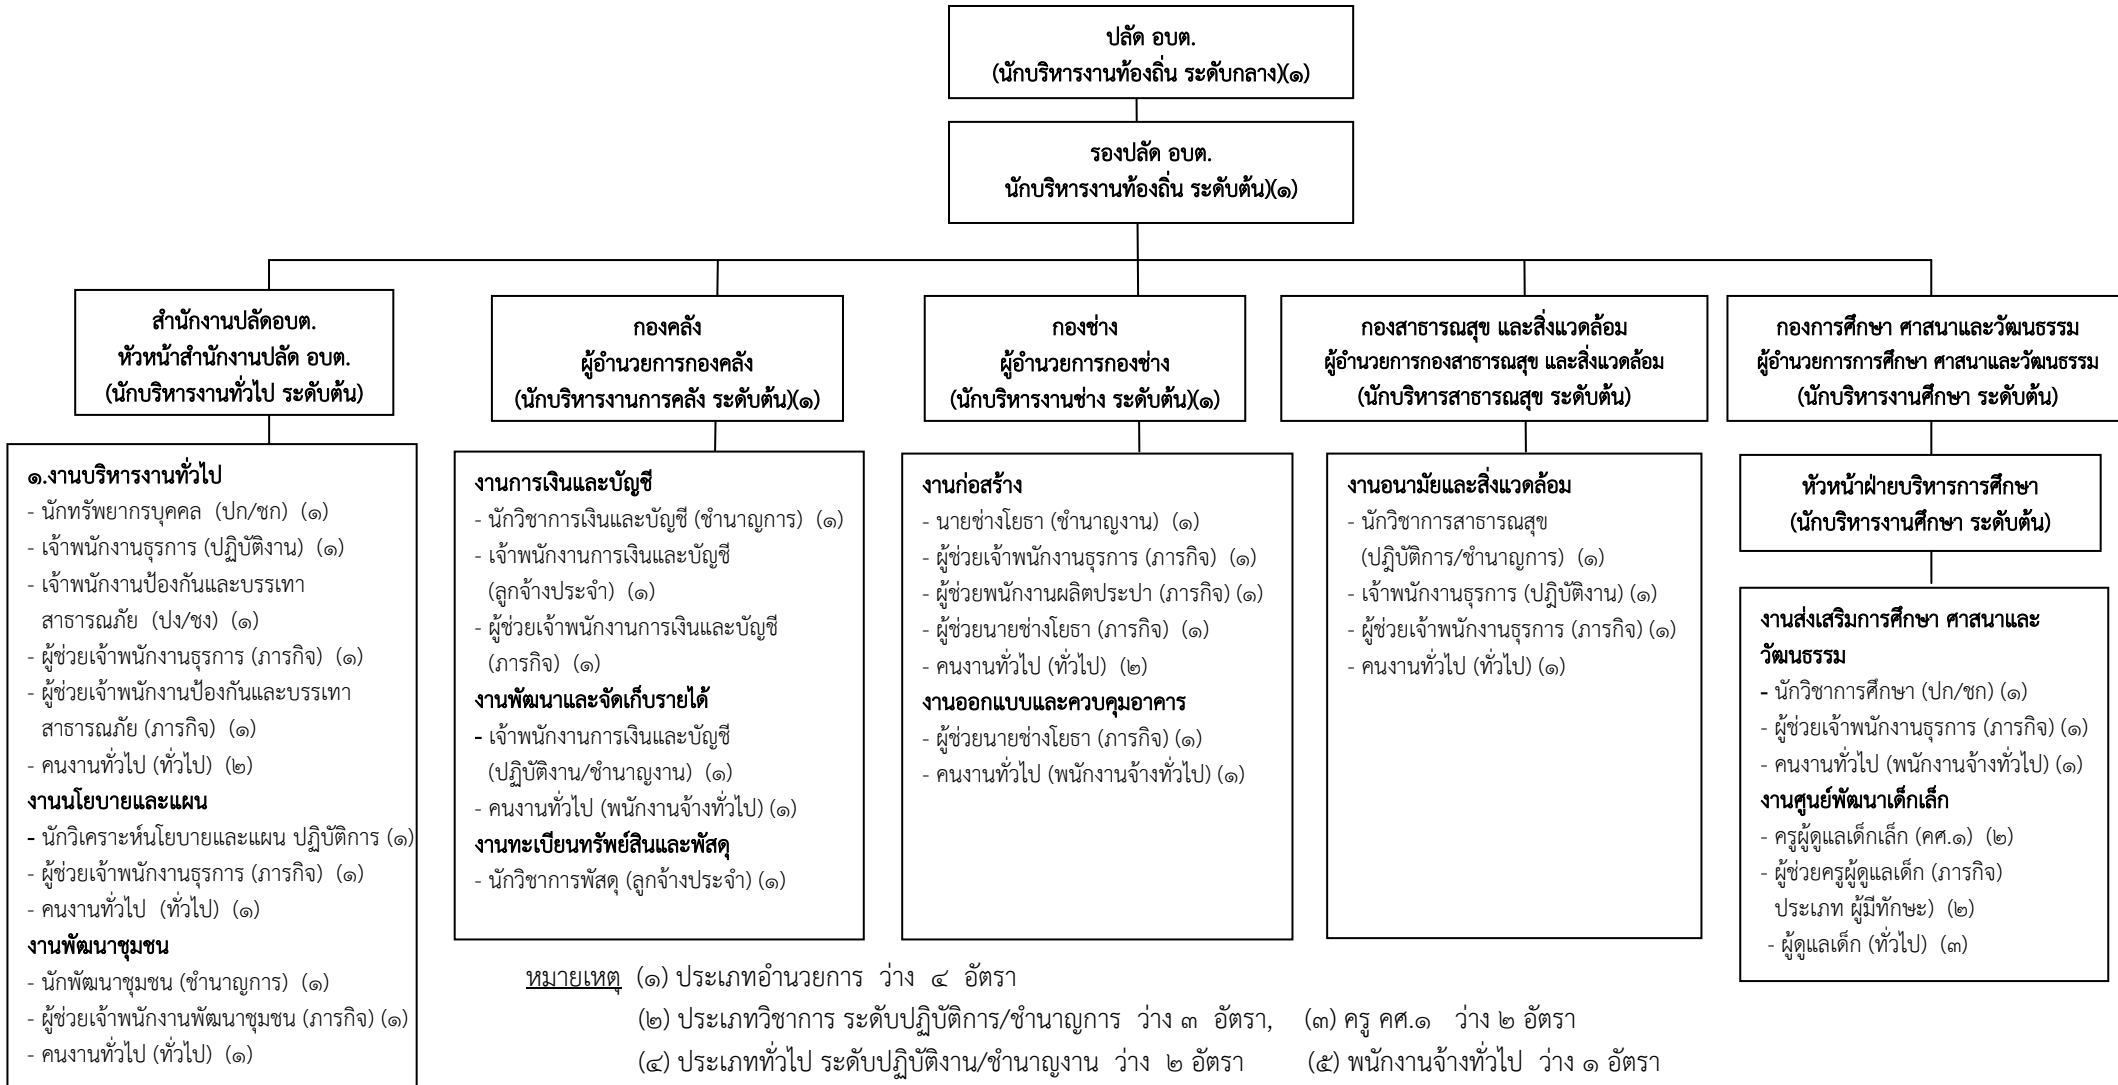 ปลัด อบต.
(นักบริหารงานท้องถิ่น ระดับกลาง)(๑)
รองปลัด อบต.
นักบริหารงานท้องถิ่น ระดับต้น)(๑)
สำนักงานปลัดอบต.
หัวหน้าสำนักงานปลัด อบต.
(นักบริหารงานทั่วไป ระดับต้น)
กองคลัง
ผู้อำนวยการกองคลัง
(นักบริหารงานการคลัง ระดับต้น)(๑)
กองช่าง
ผู้อำนวยการกองช่าง
(นักบริหารงานช่าง ระดับต้น)(๑)
กองสาธารณสุข และสิ่งแวดล้อม
ผู้อำนวยการกองสาธารณสุข และสิ่งแวดล้อม
(นักบริหารสาธารณสุข ระดับต้น)
กองการศึกษา ศาสนาและวัฒนธรรม
ผู้อำนวยการการศึกษา ศาสนาและวัฒนธรรม
(นักบริหารงานศึกษา ระดับต้น)
๑.งานบริหารงานทั่วไป
- นักทรัพยากรบุคคล (ปก/ชก) (๑)
- เจ้าพนักงานธุรการ (ปฏิบัติงาน) (๑)
- เจ้าพนักงานป้องกันและบรรเทา
สาธารณภัย (ปง/ชง) (๑)
- ผู้ช่วยเจ้าพนักงานธุรการ (ภารกิจ) (๑)
- ผู้ช่วยเจ้าพนักงานป้องกันและบรรเทา
สาธารณภัย (ภารกิจ) (๑)
- คนงานทั่วไป (ทั่วไป) (๒)
งานนโยบายและแผน
- นักวิเคราะห์นโยบายและแผน ปฏิบัติการ (๑)
- ผู้ช่วยเจ้าพนักงานธุรการ (ภารกิจ) (๑)
- คนงานทั่วไป (ทั่วไป) (๑)
งานพัฒนาชุมชน
- นักพัฒนาชุมชน (ชำนาญการ) (๑)
- ผู้ช่วยเจ้าพนักงานพัฒนาชุมชน (ภารกิจ) (๑)
- คนงานทั่วไป (ทั่วไป) (๑)
งานการเงินและบัญชี
- นักวิชาการเงินและบัญชี (ชำนาญการ) (๑)
- เจ้าพนักงานการเงินและบัญชี
(ลูกจ้างประจำ) (๑)
- ผู้ช่วยเจ้าพนักงานการเงินและบัญชี
(ภารกิจ) (๑)
งานพัฒนาและจัดเก็บรายได้
- เจ้าพนักงานการเงินและบัญชี
(ปฏิบัติงาน/ชำนาญงาน) (๑)
- คนงานทั่วไป (พนักงานจ้างทั่วไป) (๑)
งานทะเบียนทรัพย์สินและพัสดุ
- นักวิชาการพัสดุ (ลูกจ้างประจำ) (๑)
งานก่อสร้าง
- นายช่างโยธา (ชำนาญงาน) (๑)
- ผู้ช่วยเจ้าพนักงานธุรการ (ภารกิจ) (๑)
- ผู้ช่วยพนักงานผลิตประปา (ภารกิจ) (๑)
- ผู้ช่วยนายช่างโยธา (ภารกิจ) (๑)
- คนงานทั่วไป (ทั่วไป) (๒)
งานออกแบบและควบคุมอาคาร
- ผู้ช่วยนายช่างโยธา (ภารกิจ) (๑)
- คนงานทั่วไป (พนักงานจ้างทั่วไป) (๑)
งานอนามัยและสิ่งแวดล้อม
- นักวิชาการสาธารณสุข
(ปฏิบัติการ/ชำนาญการ) (๑)
- เจ้าพนักงานธุรการ (ปฏิบัติงาน) (๑)
- ผู้ช่วยเจ้าพนักงานธุรการ (ภารกิจ) (๑)
- คนงานทั่วไป (ทั่วไป) (๑)
หัวหน้าฝ่ายบริหารการศึกษา
(นักบริหารงานศึกษา ระดับต้น)
งานส่งเสริมการศึกษา ศาสนาและ
วัฒนธรรม
- นักวิชาการศึกษา (ปก/ชก) (๑)
- ผู้ช่วยเจ้าพนักงานธุรการ (ภารกิจ) (๑)
- คนงานทั่วไป (พนักงานจ้างทั่วไป) (๑)
งานศูนย์พัฒนาเด็กเล็ก
- ครูผู้ดูแลเด็กเล็ก (คศ.๑) (๒)
- ผู้ช่วยครูผู้ดูแลเด็ก (ภารกิจ)
ประเภท ผู้มีทักษะ) (๒)
- ผู้ดูแลเด็ก (ทั่วไป) (๓)
หมายเหตุ (๑) ประเภทอำนวยการ ว่าง ๔ อัตรา
(๒) ประเภทวิชาการ ระดับปฏิบัติการ/ชำนาญการ ว่าง ๓ อัตรา, (๓) ครู คศ.๑ ว่าง ๒ อัตรา
(๔) ประเภททั่วไป ระดับปฏิบัติงาน/ชำนาญงาน ว่าง ๒ อัตรา (๕) พนักงานจ้างทั่วไป ว่าง ๑ อัตรา